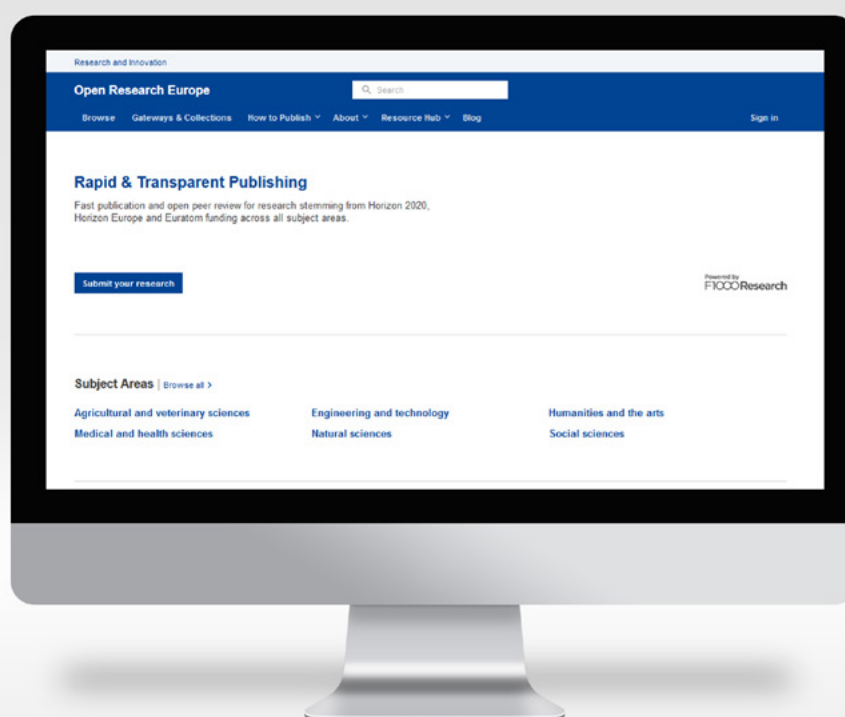 Research and Innovation
Open Research Europe
Search
Browse Gateways & Collections How to Publish About Resource Hub Blog Sign in
Rapid & Transparent Publishing
Fast publication and open peer review for research stemming from Horizon 2020,
Horizon Europe and Euratom funding across all subject areas.
Submit your research
Powered by
F1000Research
Subject Areas | Browse all >
Agricultural and veterinary sciences Engineering and technology Humanities and the arts
Medical and health sciences Natural sciences Social sciences